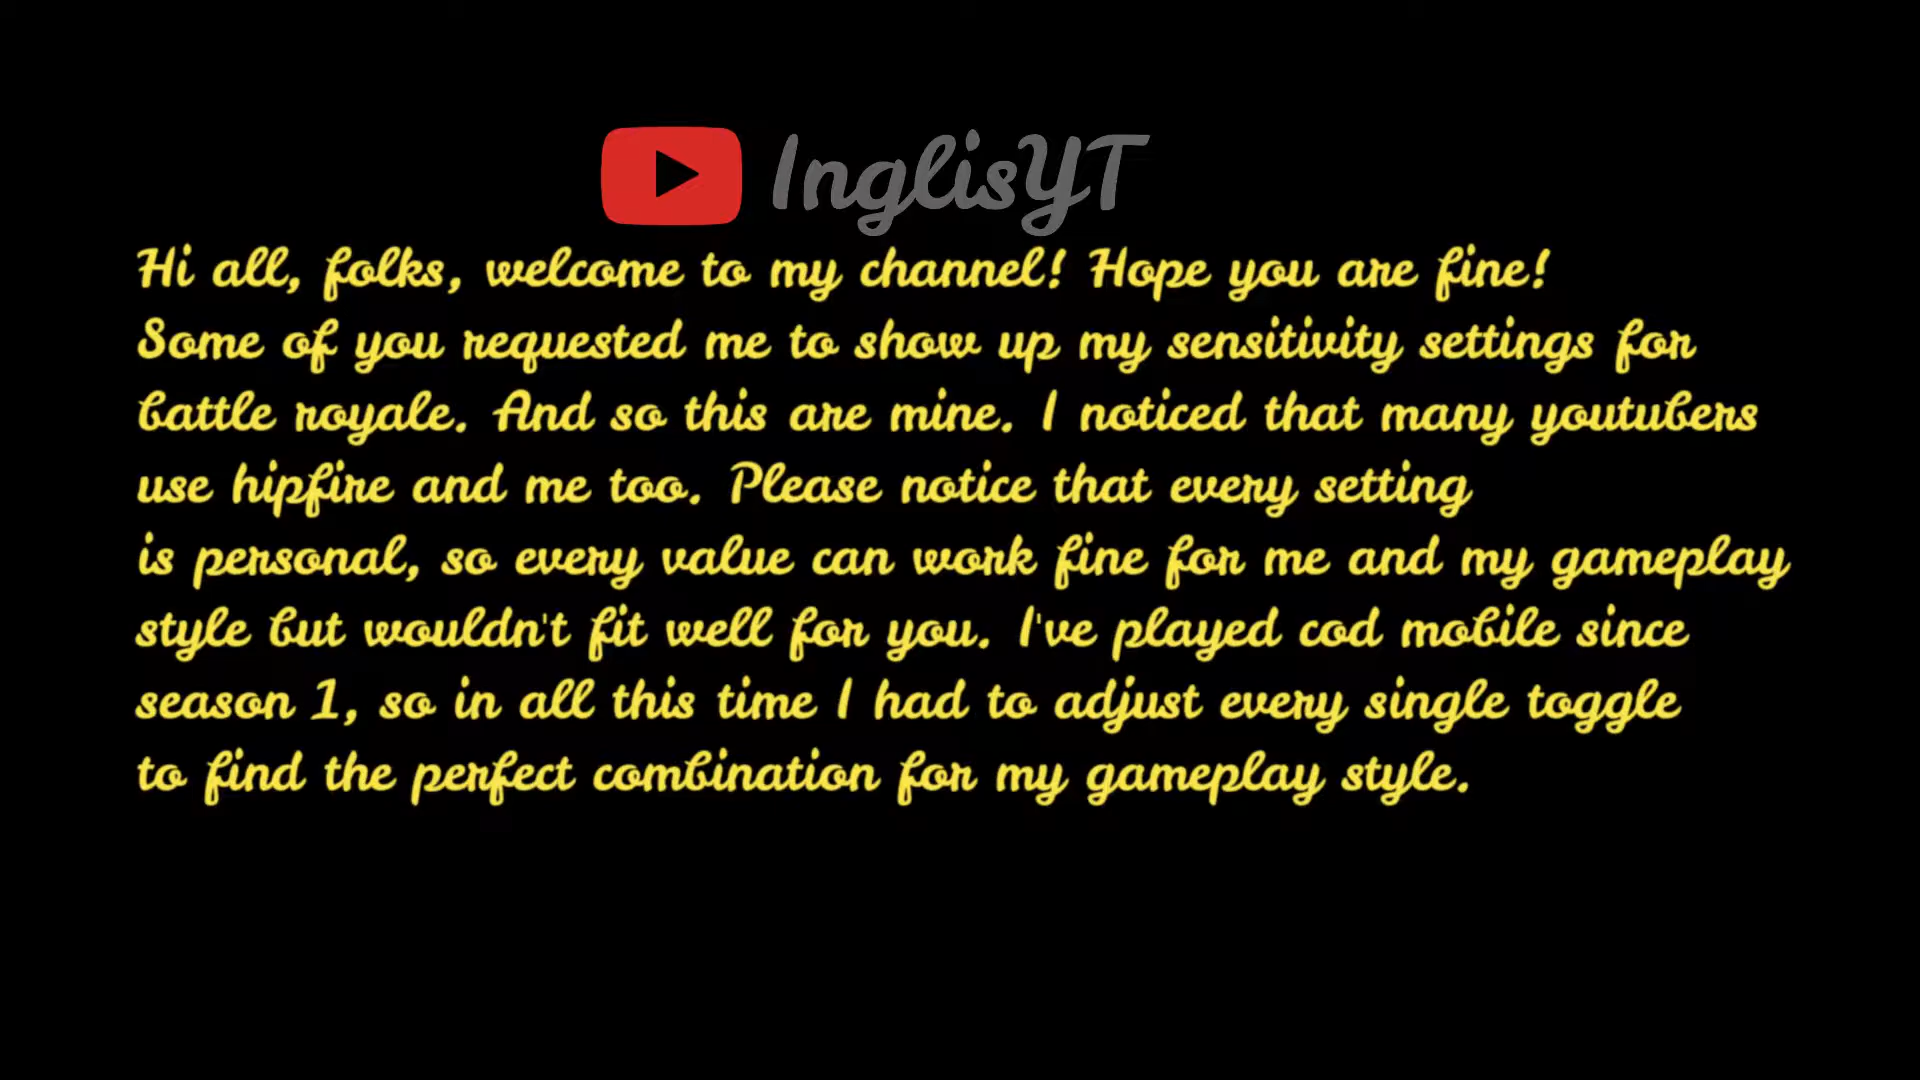 InglisYT
Hi all, folks, welcome to my channel! Hope you are fine!
Some of you requested me to show up my sensitivity settings for
battle royale. And so this are mine. I noticed that many youtubers
use hipfire and me too. Please notice that every setting
is personal, so every value can work fine for me and my gameplay
style but wouldn't fit well for you. I've played cod mobile since
season 1, so in all this time I had to adjust every single toggle
to find the perfect combination for my gameplay style.